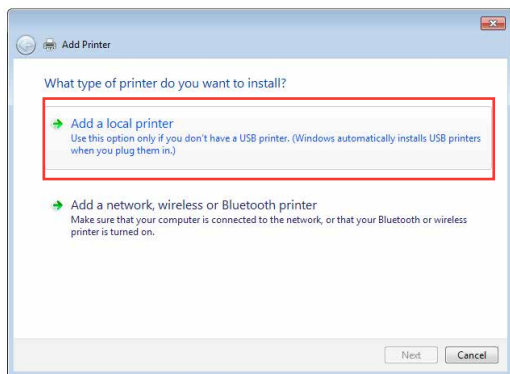 Add Printer
What type of printer do you want to install?
Add a local printer
Use this option only if you don't have a USB printer. (Windows automatically installs USB printers
when you plug them in.)
Add a network, wireless or Bluetooth printer
Make sure that your computer is connected to the network, or that your Bluetooth or wireless
printer is turned on.
Next Cancel